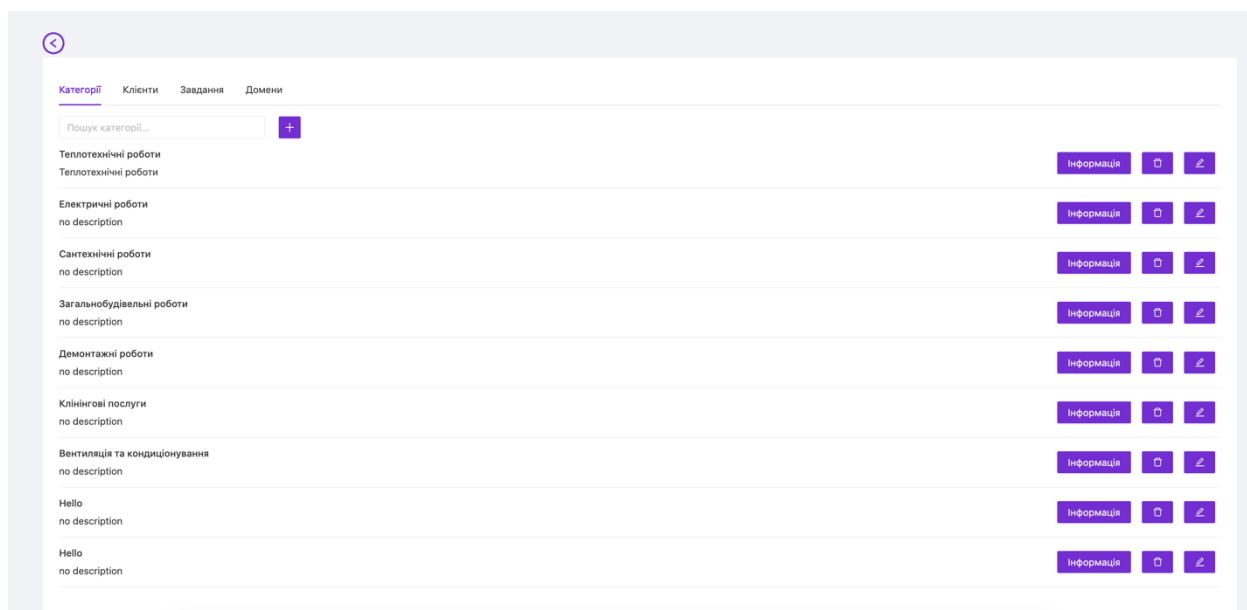 Категорії Клієнти Завдання Домени
Пошук категорії...
Теплотехнічні роботи
Теплотехнічні роботи
Інформація
Електричні роботи
no description
Інформація
Сантехнічні роботи
no description
Інформація
Загальнобудівельні роботи
no description
Інформація
Демонтажні роботи
no description
Інформація
Клінінгові послуги
no description
Інформація
Вентиляція та кондиціонування
no description
Інформація
Hello
no description
Інформація
Hello
no description
Інформація